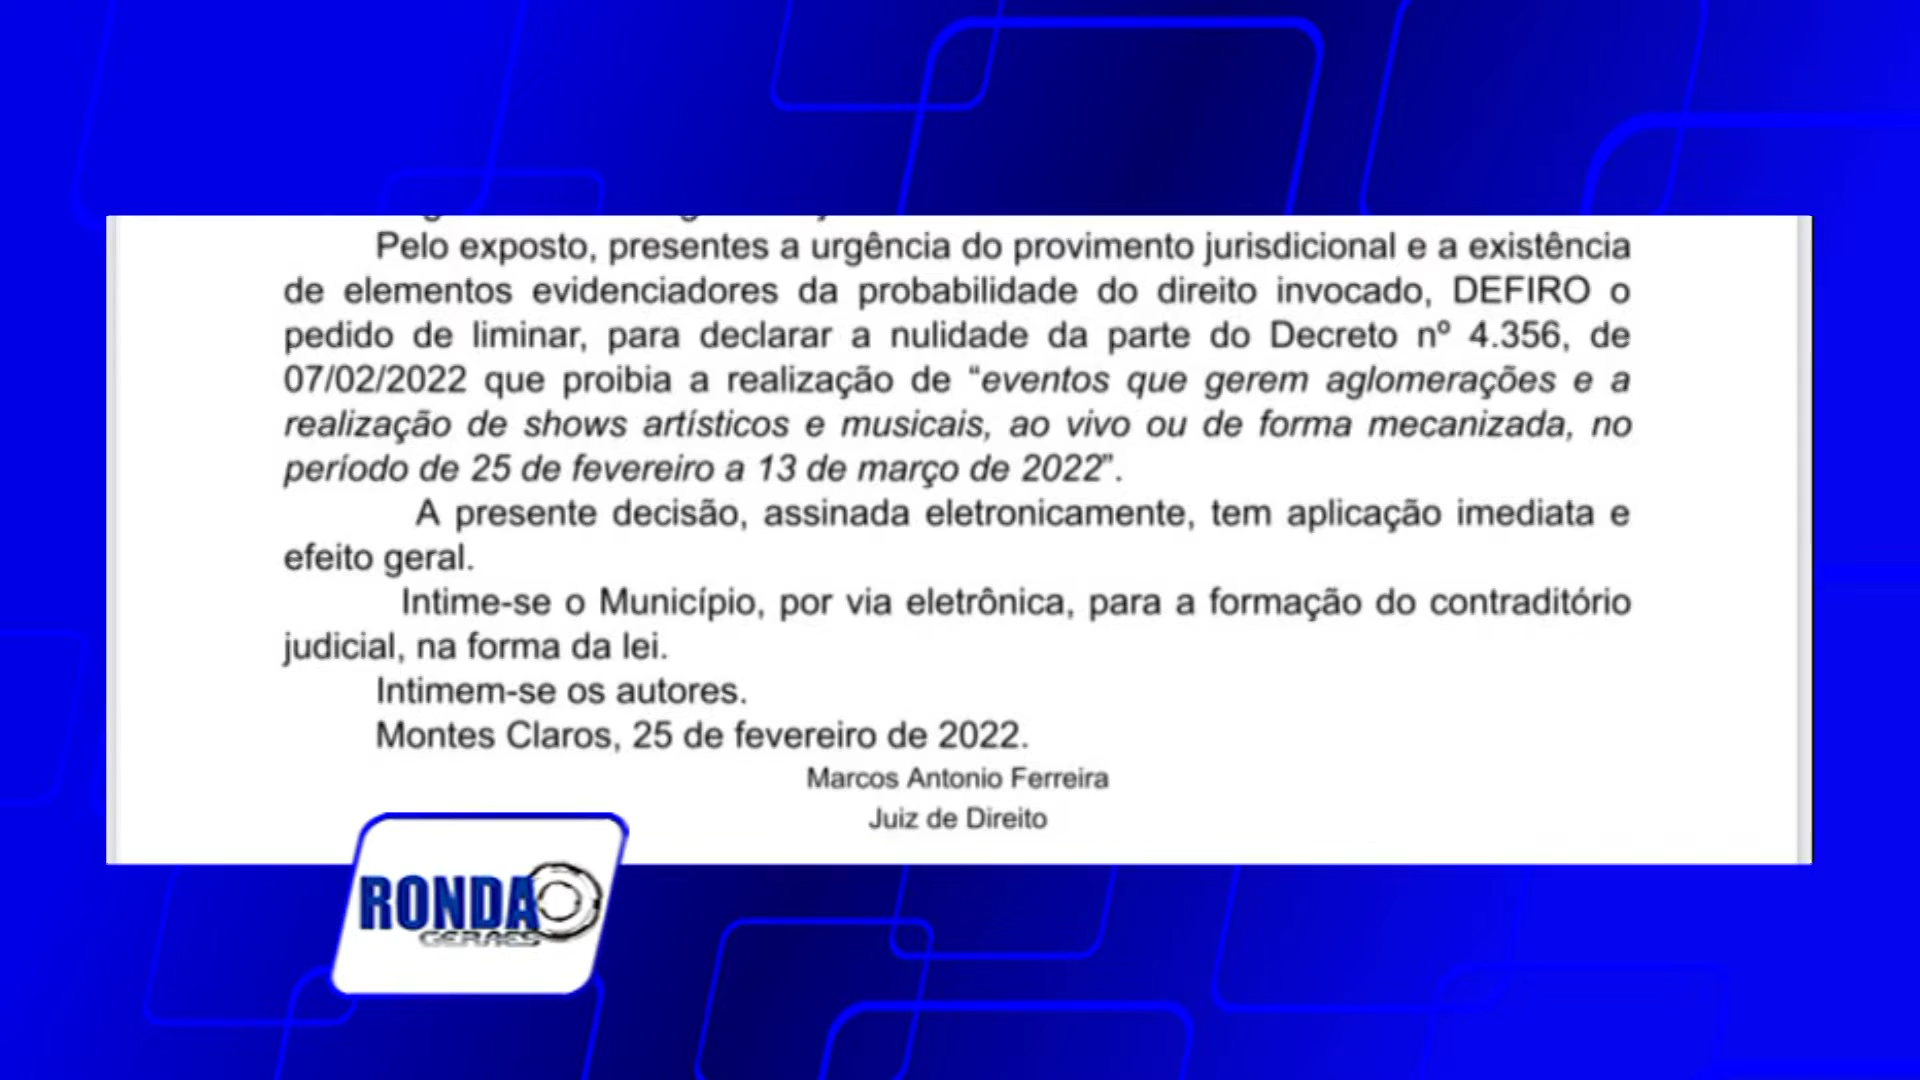 Pelo exposto, presentes a urgência do provimento jurisdicional e a existência
de elementos evidenciadores da probabilidade do direito invocado, DEFIRO o
pedido de liminar, para declarar a nulidade da parte do Decreto nº 4.356, de
07/02/2022 que proibia a realização de “eventos que gerem aglomerações e a
realização de shows artísticos e musicais, ao vivo ou de forma mecanizada, no
período de 25 de fevereiro a 13 de março de 2022”.
A presente decisão, assinada eletronicamente, tem aplicação imediata e
efeito geral.
Intime-se o Município, por via eletrônica, para a formação do contraditório
judicial, na forma da lei.
Intimem-se os autores.
Montes Claros, 25 de fevereiro de 2022.
Marcos Antonio Ferreira
Juiz de Direito
RONDA
GERAES